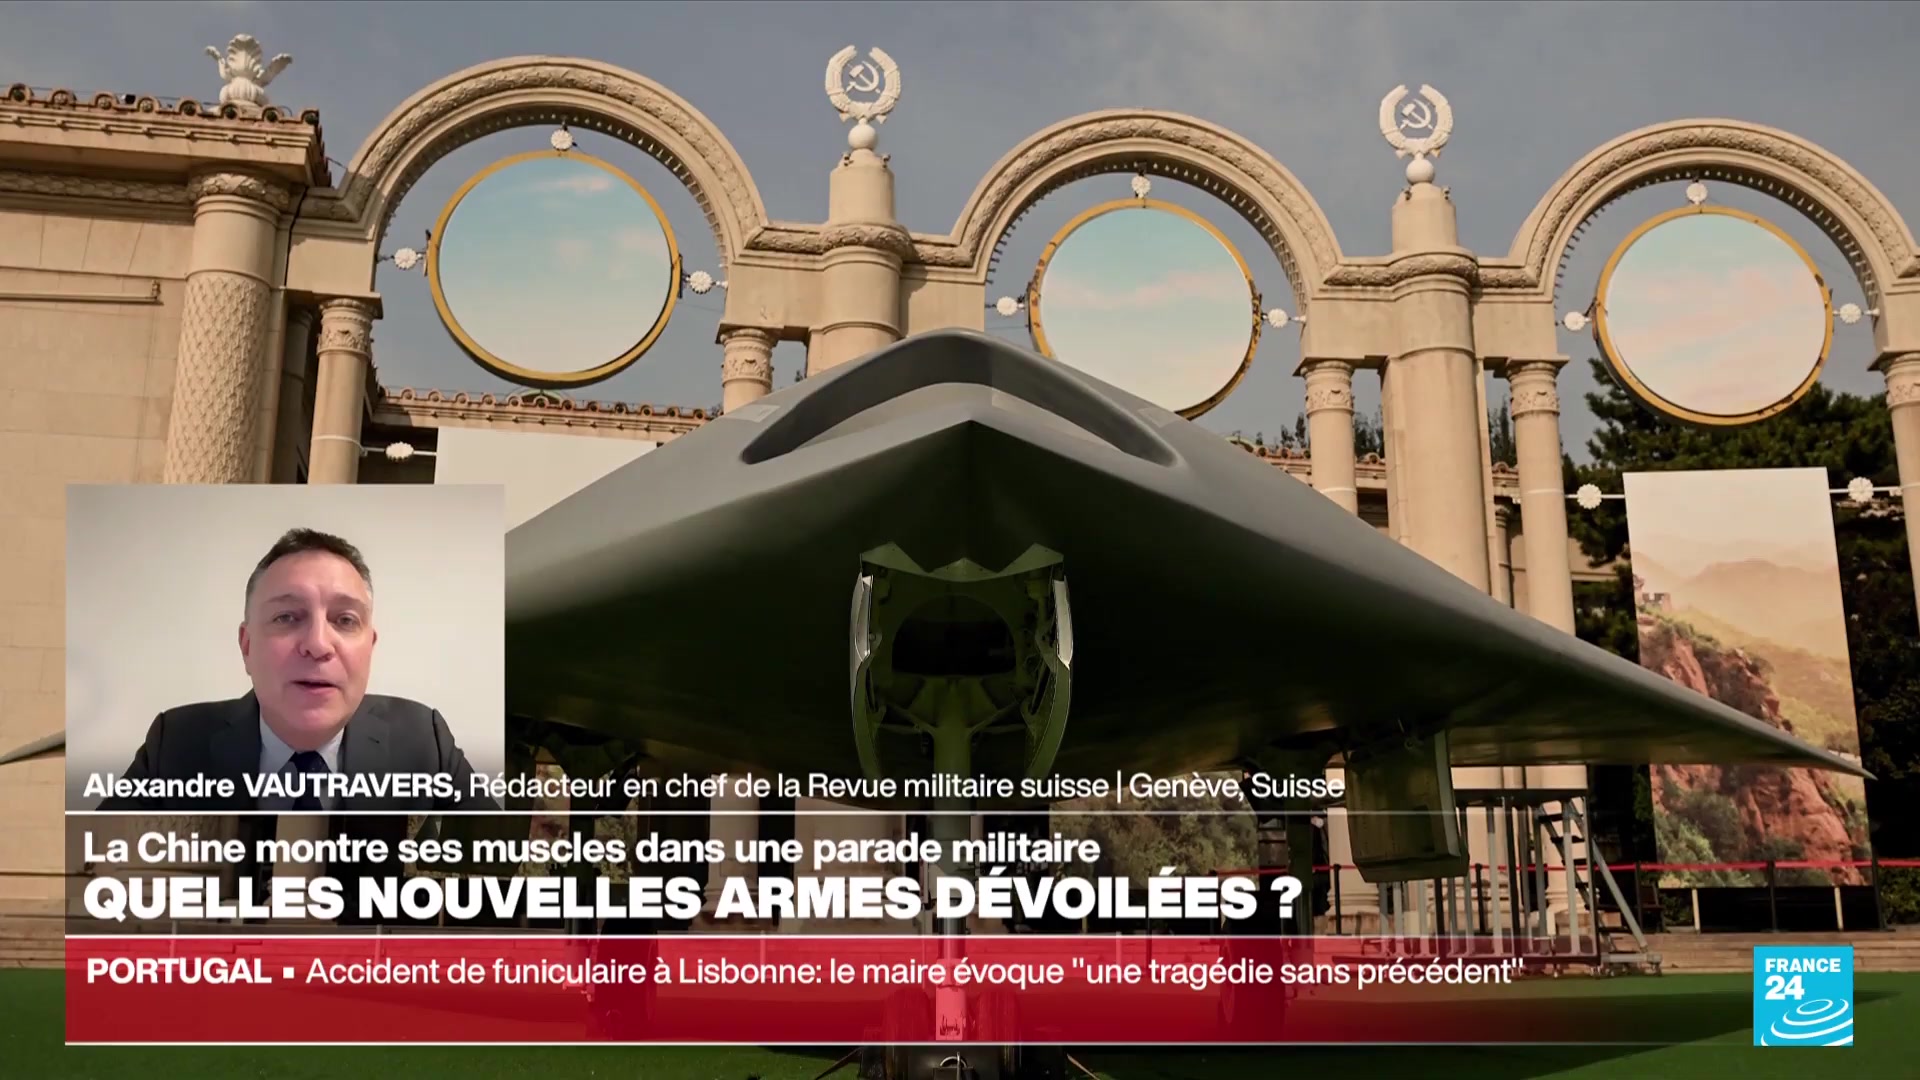 Alexandre VAUTRAVERS, Rédacteur en chef de la Revue militaire suisse | Genève, Suisse
La Chine montre ses muscles dans une parade militaire
QUELLES NOUVELLES ARMES DÉVOILÉES ?
PORTUGAL ▪ Accident de funiculaire à Lisbonne: le maire évoque "une tragédie sans précédent"
FRANCE
24